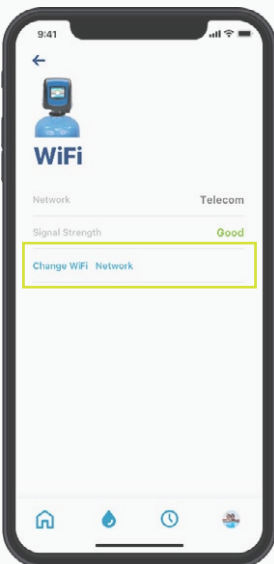 9:41
WiFi
Network Telecom
Signal Strength Good
Change WiFi Network